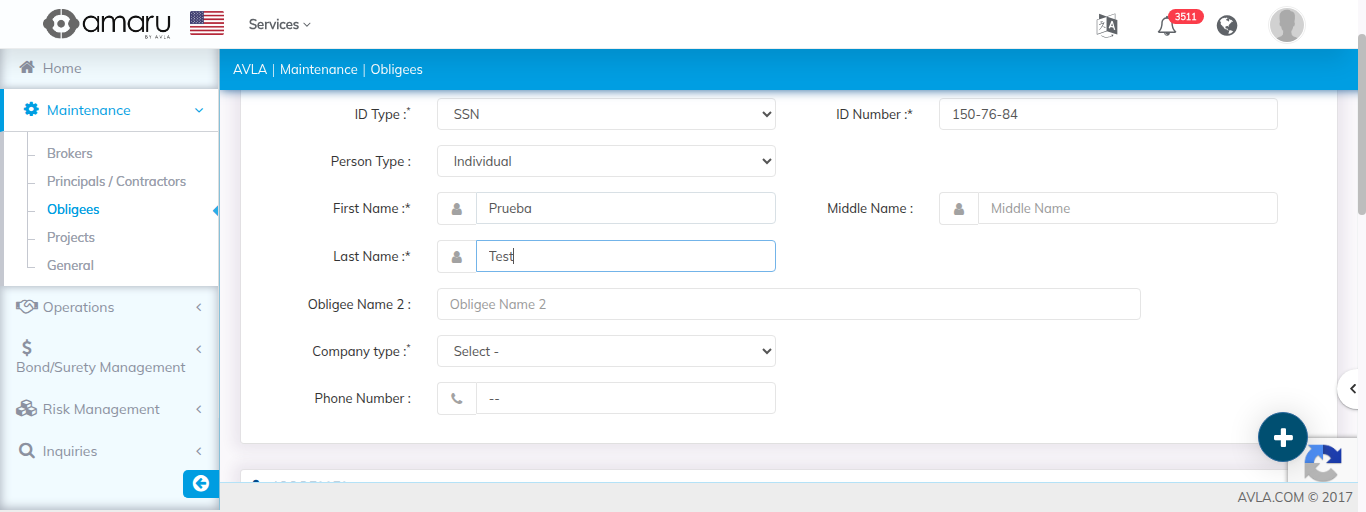 amaru
BY AVLA
Services
3511
Home
AVLA | Maintenance | Obligees
Maintenance
Brokers
Principals / Contractors
Obligees
Projects
General
Operations
Bond/Surety Management
Risk Management
Inquiries
ID Type :*
SSN
ID Number :*
150-76-84
Person Type :
Individual
First Name :*
Prueba
Middle Name :
Middle Name
Last Name :*
Test
Obligee Name 2 :
Obligee Name 2
Company type :*
Select -
Phone Number :
--
AVLA.COM © 2017